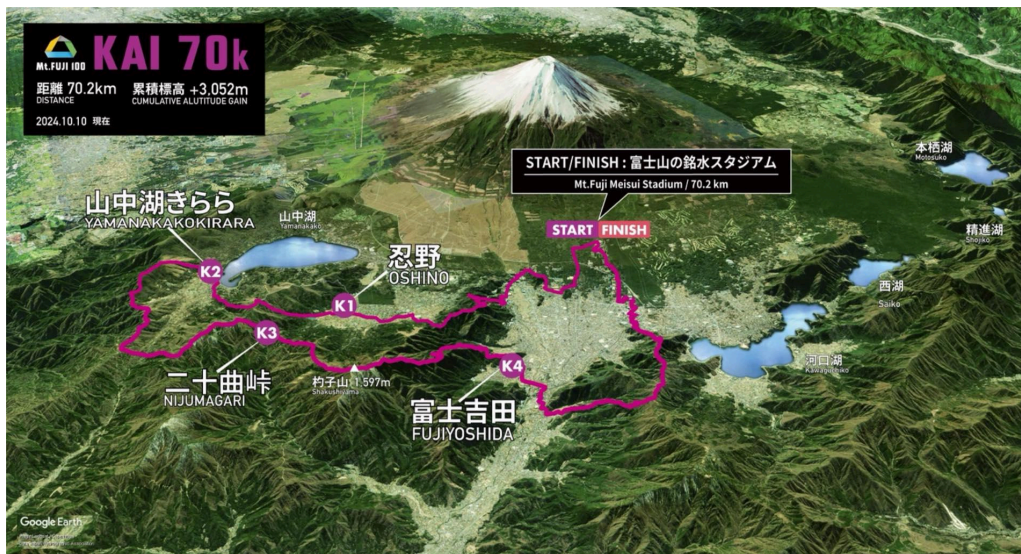 Mt.FUJI 100
KAI 70k
距離 70.2km
DISTANCE
累積標高 +3,052m
CUMULATIVE ALUTITUDE GAIN
2024.10.10 現在
START/FINISH : 富士山の銘水スタジアム
Mt.Fuji Meisui Stadium / 70.2 km
START FINISH
本栖湖
Motosuko
精進湖
Shojiko
西湖
Saiko
河口湖
Kawaguchiko
山中湖きらら
YAMANAKAKOKIRARA
山中湖
Yamanakako
忍野
OSHINO
K2
K1
K3
二十曲峠
NIJUMAGARI
杓子山 1,597m
Shakushiyama
K4
富士吉田
FUJIYOSHIDA
Google Earth